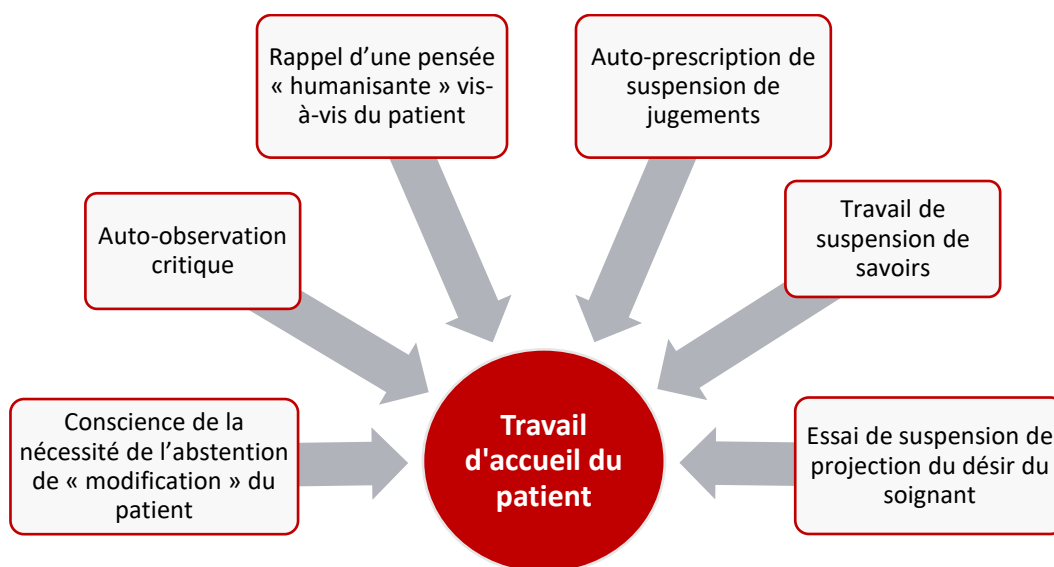 Rappel d'une pensée
« humanisante » vis-
à-vis du patient
Auto-prescription de
suspension de
jugements
Auto-observation
critique
Travail de
suspension de
savoirs
Conscience de la
nécessité de l'abstention
de « modification » du
patient
Travail
d'accueil du
patient
Essai de suspension de
projection du désir du
soignant